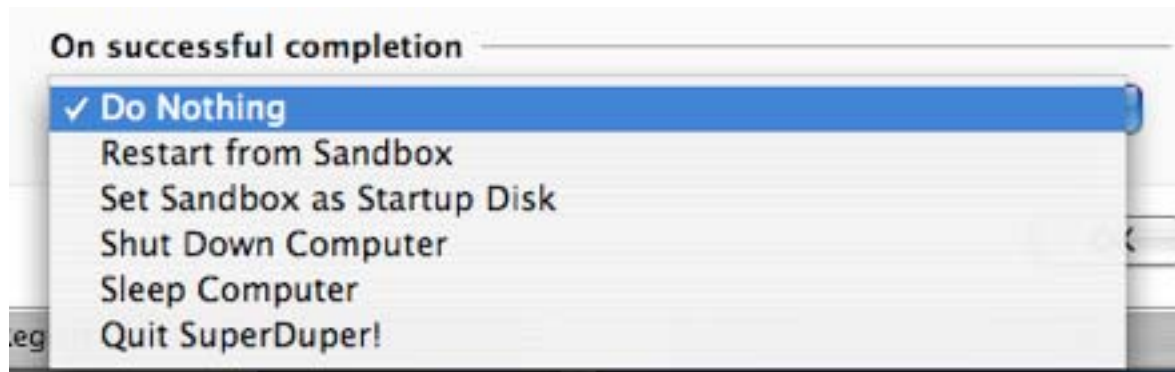 On successful completion
✓ Do Nothing
Restart from Sandbox
Set Sandbox as Startup Disk
Shut Down Computer
Sleep Computer
Quit SuperDuper!